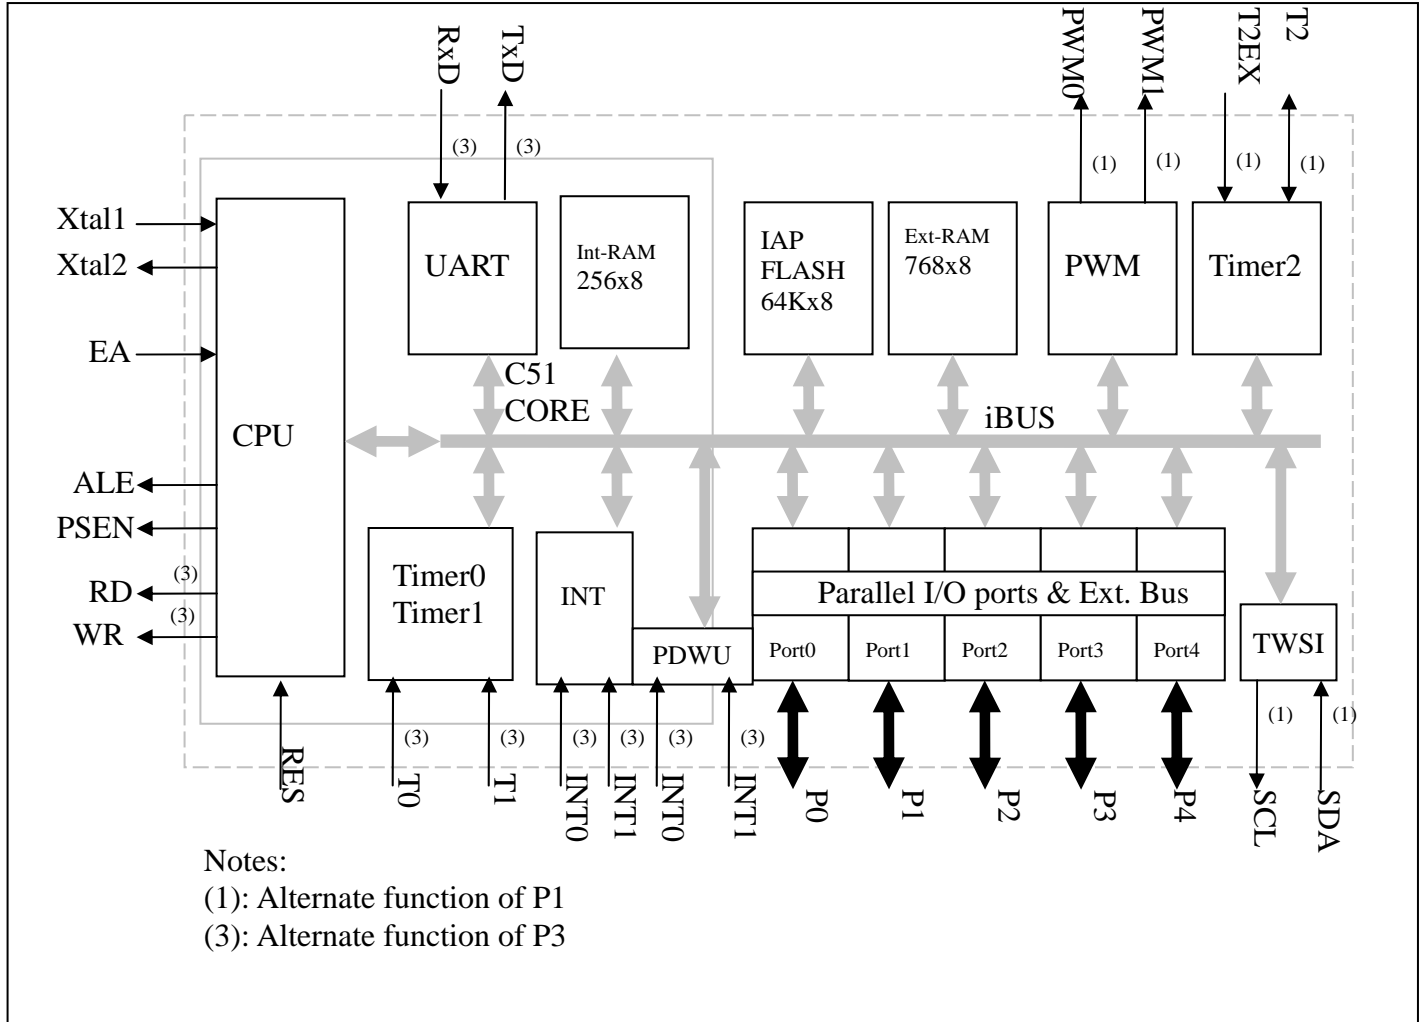 RxD
TxD
PWM0
PWM1
T2EX
T2
(3)
(3)
(1)
(1)
(1)
(1)
Xtal1
Xtal2
EA
ALE
PSEN
RD
(3)
WR
(3)
CPU
UART
Int-RAM
256x8
IAP
FLASH
64Kx8
Ext-RAM
768x8
PWM
Timer2
C51
CORE
iBUS
Timer0
Timer1
INT
PDWU
Parallel I/O ports & Ext. Bus
Port0
Port1
Port2
Port3
Port4
TWSI
(3)
(3)
(3)
(3)
(3)
(3)
(1)
(1)
RES
T0
T1
INT0
INT1
INT0
INT1
P0
P1
P2
P3
P4
SCL
SDA
Notes:
(1): Alternate function of P1
(3): Alternate function of P3